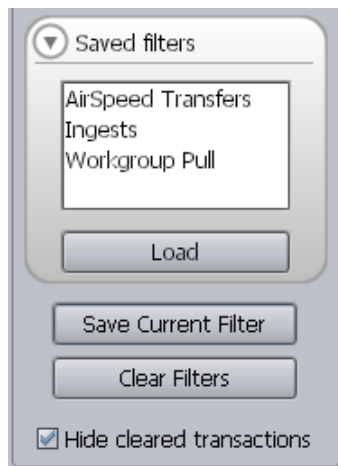 Saved filters
AirSpeed Transfers
Ingests
Workgroup Pull
Load
Save Current Filter
Clear Filters
Hide cleared transactions